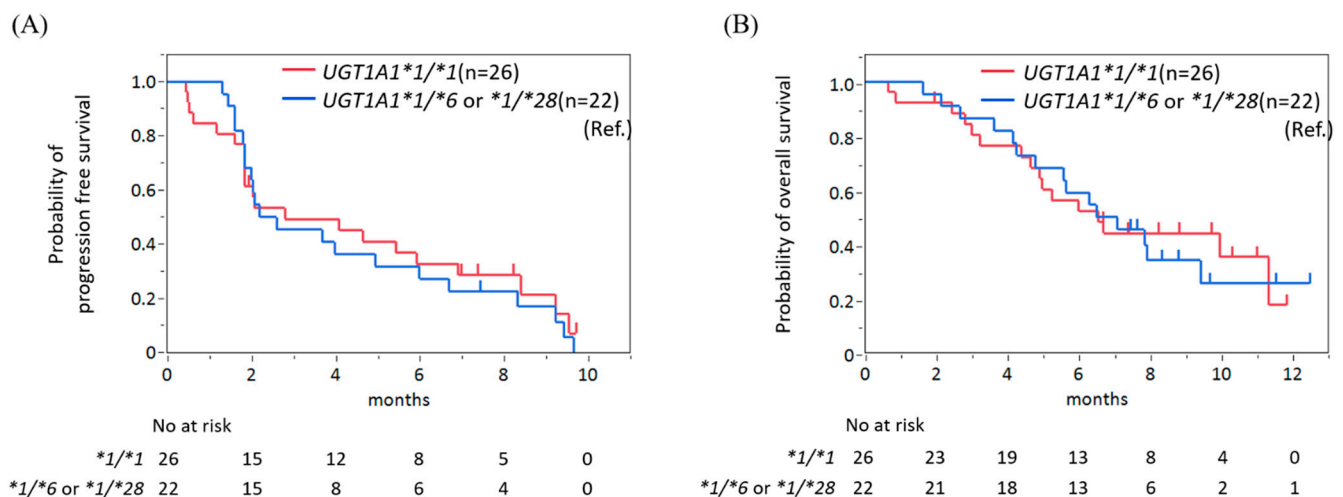 (A)
UGT1A1*1/*1(n=26)
UGT1A1*1/*6 or *1/*28(n=22)
(Ref.)
Probability of
progression free survival
1.0
0.8
0.6
0.4
0.2
0
0 2 4 6 8 10
months
No at risk
*1/*1 26 15 12 8 5 0
*1/*6 or *1/*28 22 15 8 6 4 0
(B)
UGT1A1*1/*1(n=26)
UGT1A1*1/*6 or *1/*28(n=22)
(Ref.)
Probability of overall survival
1.0
0.8
0.6
0.4
0.2
0
0 2 4 6 8 10 12
months
No at risk
*1/*1 26 23 19 13 8 4 0
*1/*6 or *1/*28 22 21 18 13 6 2 1